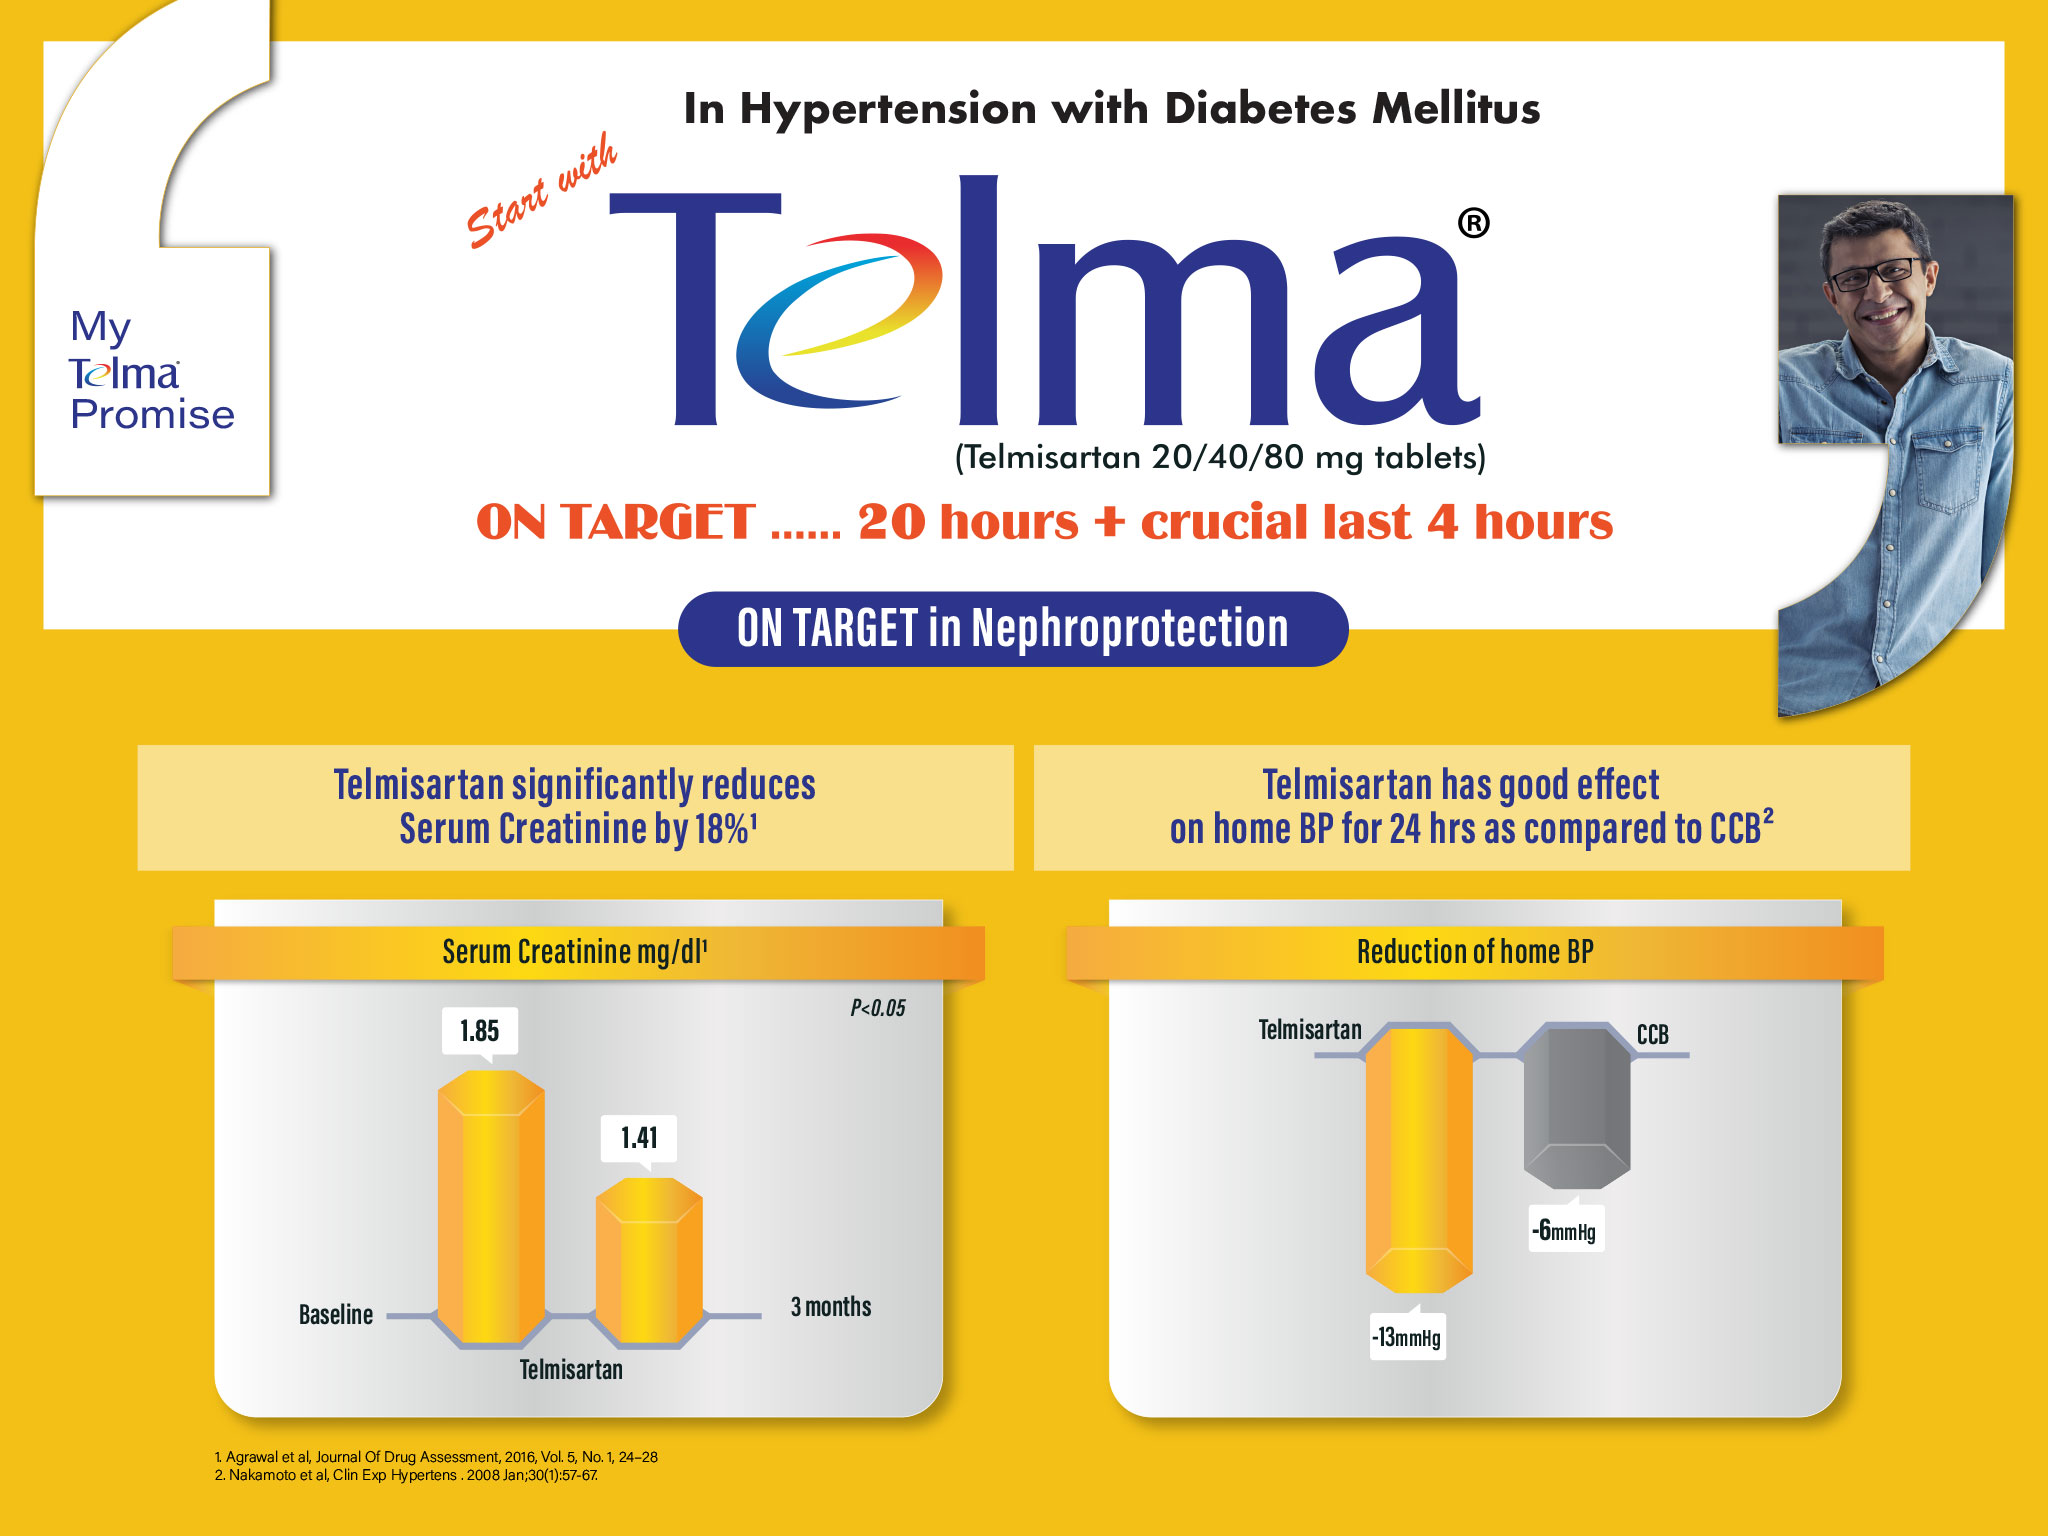 In Hypertension with Diabetes Mellitus
Start with
Telma®
(Telmisartan 20/40/80 mg tablets)
ON TARGET ...... 20 hours + crucial last 4 hours
My
Telma®
Promise
ON TARGET in Nephroprotection
Telmisartan significantly reduces
Serum Creatinine by 18%¹
Serum Creatinine mg/dl¹
P<0.05
1.85
1.41
Baseline
3 months
Telmisartan
Telmisartan has good effect
on home BP for 24 hrs as compared to CCB²
Reduction of home BP
Telmisartan
CCB
-6mmHg
-13mmHg
1. Agrawal et al, Journal Of Drug Assessment, 2016, Vol. 5, No. 1, 24–28
2. Nakamoto et al, Clin Exp Hypertens . 2008 Jan;30(1):57-67.